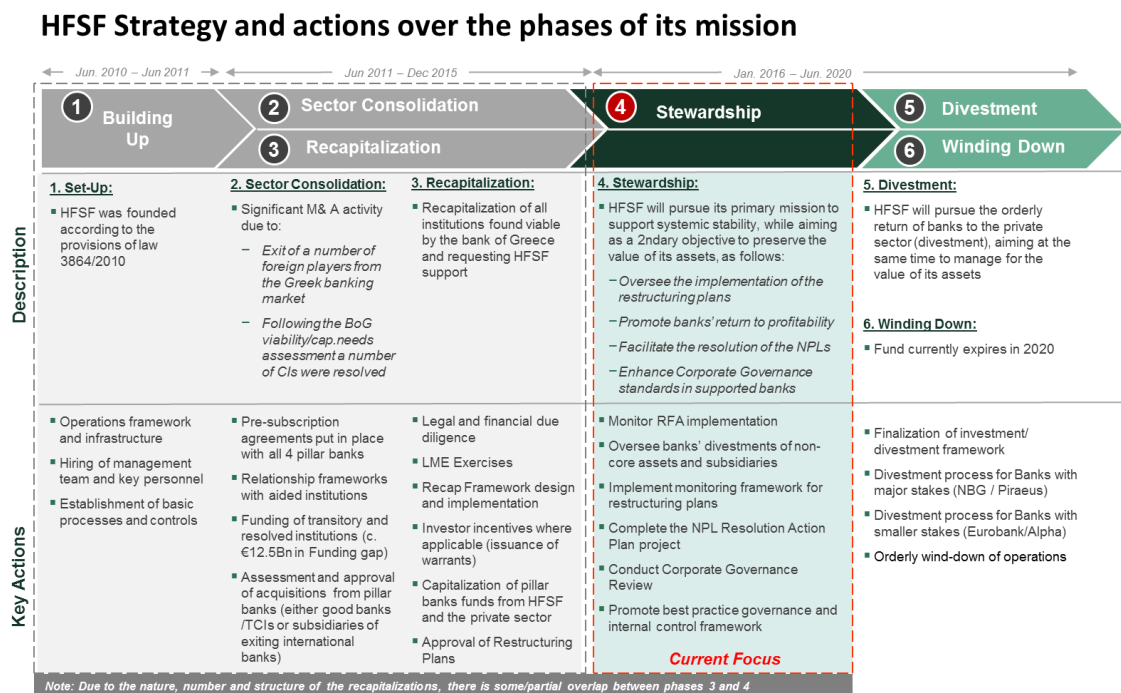 HFSF Strategy and actions over the phases of its mission
Jun. 2010 – Jun 2011
Jun 2011 – Dec 2015
Jan. 2016 – Jun. 2020
1
Building
Up
2
Sector Consolidation
3
Recapitalization
4
Stewardship
5
Divestment
6
Winding Down
Description
1. Set-Up:
▪ HFSF was founded
according to the
provisions of law
3864/2010
2. Sector Consolidation:
▪ Significant M& A activity
due to:
– Exit of a number of
foreign players from
the Greek banking
market
– Following the BoG
viability/cap.needs
assessment a number
of CIs were resolved
3. Recapitalization:
▪ Recapitalization of all
institutions found viable
by the bank of Greece
and requesting HFSF
support
4. Stewardship:
▪ HFSF will pursue its primary mission to
support systemic stability, while aiming
as a 2ndary objective to preserve the
value of its assets, as follows:
– Oversee the implementation of the
restructuring plans
– Promote banks' return to profitability
– Facilitate the resolution of the NPLs
– Enhance Corporate Governance
standards in supported banks
5. Divestment:
▪ HFSF will pursue the orderly
return of banks to the private
sector (divestment), aiming at the
same time to manage for the
value of its assets
6. Winding Down:
▪ Fund currently expires in 2020
Key Actions
▪ Operations framework
and infrastructure
▪ Hiring of management
team and key personnel
▪ Establishment of basic
processes and controls
▪ Pre-subscription
agreements put in place
with all 4 pillar banks
▪ Relationship frameworks
with aided institutions
▪ Funding of transitory and
resolved institutions (c.
€12.5Bn in Funding gap)
▪ Assessment and approval
of acquisitions from pillar
banks (either good banks
/TCIs or subsidiaries of
exiting international
banks)
▪ Legal and financial due
diligence
▪ LME Exercises
▪ Recap Framework design
and implementation
▪ Investor incentives where
applicable (issuance of
warrants)
▪ Capitalization of pillar
banks funds from HFSF
and the private sector
▪ Approval of Restructuring
Plans
▪ Monitor RFA implementation
▪ Oversee banks' divestments of non-
core assets and subsidiaries
▪ Implement monitoring framework for
restructuring plans
▪ Complete the NPL Resolution Action
Plan project
▪ Conduct Corporate Governance
Review
▪ Promote best practice governance and
internal control framework
Current Focus
▪ Finalization of investment/
divestment framework
▪ Divestment process for Banks with
major stakes (NBG / Piraeus)
▪ Divestment process for Banks with
smaller stakes (Eurobank/Alpha)
▪ Orderly wind-down of operations
Note: Due to the nature, number and structure of the recapitalizations, there is some/partial overlap between phases 3 and 4